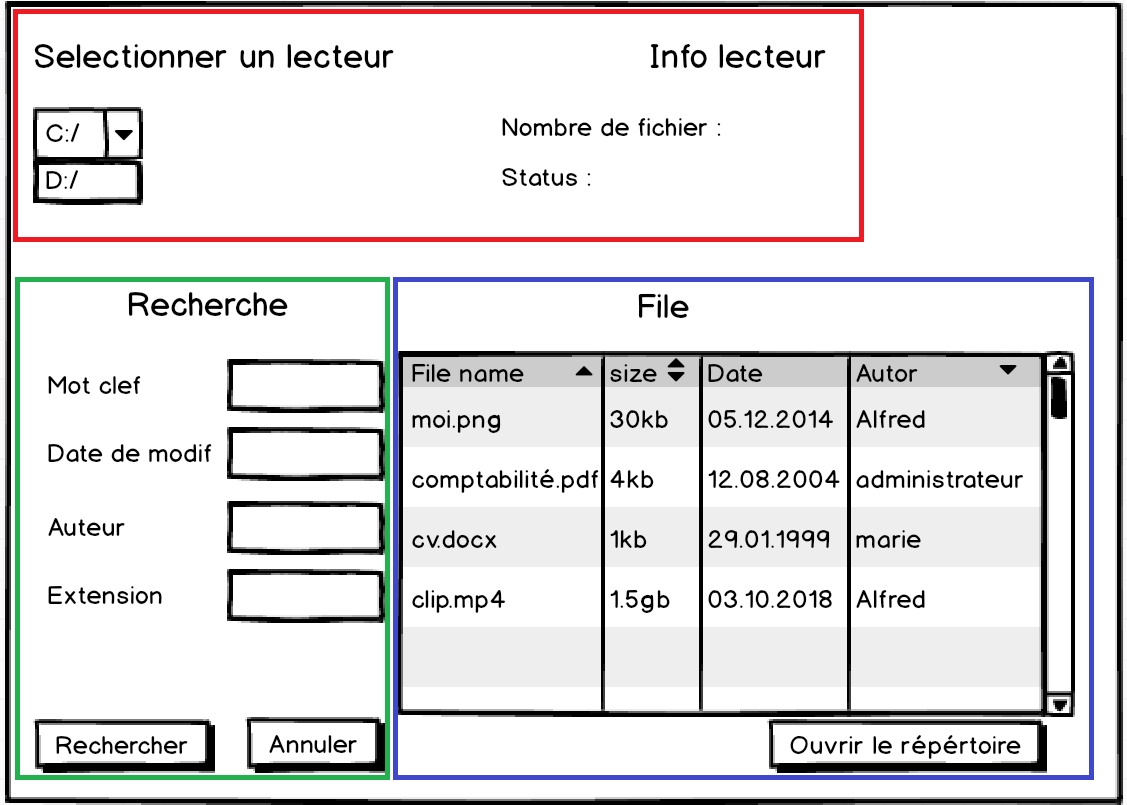 Selectionner un lecteur
Info lecteur
C:/
D:/
Nombre de fichier :
Status :
Recherche
Mot clef
Date de modif
Auteur
Extension
Rechercher
Annuler
File
File name size Date Autor
moi.png 30kb 05.12.2014 Alfred
comptabilité.pdf 4kb 12.08.2004 administrateur
cv.docx 1kb 29.01.1999 marie
clip.mp4 1.5gb 03.10.2018 Alfred
Ouvrir le répértoire